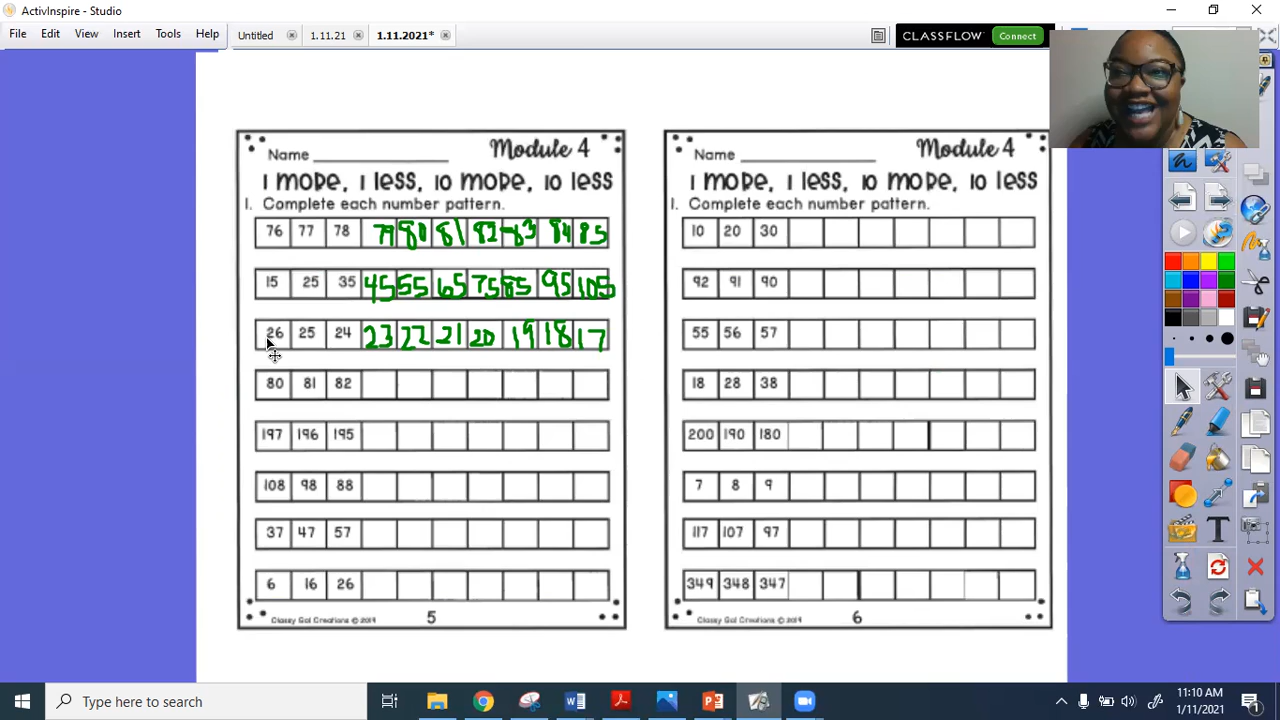 ActivInspire - Studio
File Edit View Insert Tools Help
Untitled 1.11.21 1.11.2021* CLASSFLOW Connect
Name Module 4
1 more, 1 less, 10 more, 10 less
1. Complete each number pattern.
76 77 78 79 80 81 82 83 84 85
15 25 35 45 55 65 75 85 95 105
26 25 24 23 22 21 20 19 18 17
80 81 82
197 196 195
108 98 88
37 47 57
6 16 26
Classy Gal Creations © 2019 5
Name Module 4
1 more, 1 less, 10 more, 10 less
1. Complete each number pattern.
10 20 30
92 91 90
55 56 57
18 28 38
200 190 180
7 8 9
117 107 97
349 348 347
Classy Gal Creations © 2019 6
Type here to search
11:10 AM
1/11/2021